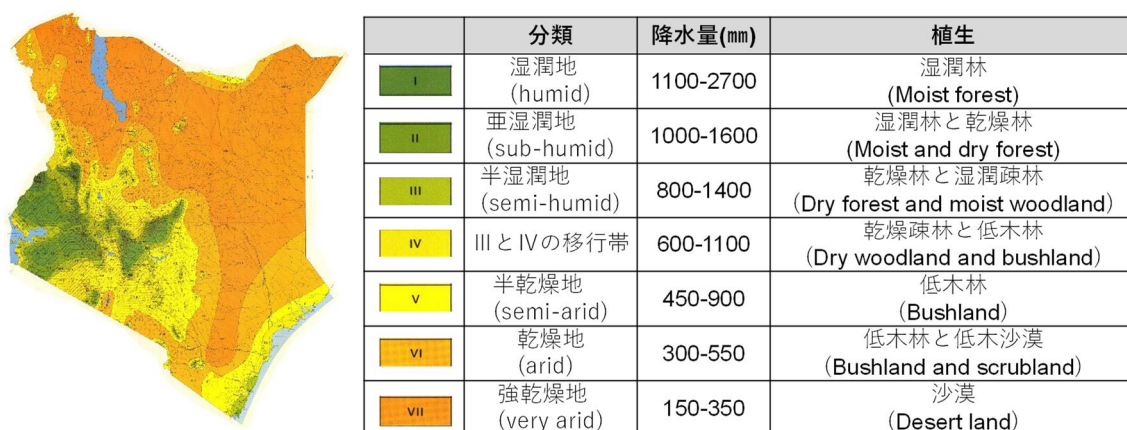 分類 降水量(㎜) 植生
I 湿潤地 (humid) 1100-2700 湿潤林 (Moist forest)
II 亜湿潤地 (sub-humid) 1000-1600 湿潤林と乾燥林 (Moist and dry forest)
III 半湿潤地 (semi-humid) 800-1400 乾燥林と湿潤疎林 (Dry forest and moist woodland)
IV IIIとIVの移行帯 600-1100 乾燥疎林と低木林 (Dry woodland and bushland)
V 半乾燥地 (semi-arid) 450-900 低木林 (Bushland)
VI 乾燥地 (arid) 300-550 低木林と低木沙漠 (Bushland and scrubland)
VII 強乾燥地 (very arid) 150-350 沙漠 (Desert land)